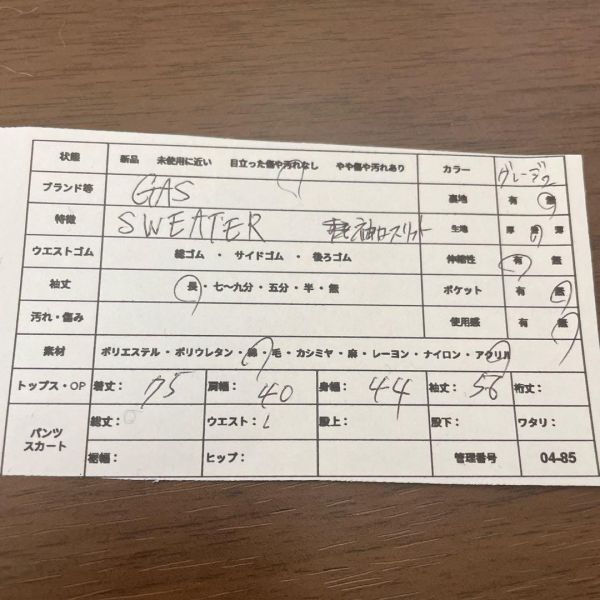 状態 新品 未使用に近い 目立った傷や汚れなし やや傷や汚れあり カラー
ブランド等 GAS 裏地 有 無
特徴 SWEATER 袖口スリット 生地 厚 普 薄
ウエストゴム 総ゴム ・ サイドゴム ・ 後ろゴム 伸縮性 有 無
袖丈 長・七〜九分・五分・半・無 ポケット 有 無
汚れ・傷み 使用感 有 無
素材 ポリエステル・ポリウレタン・綿・毛・カシミヤ・麻・レーヨン・ナイロン・アクリル
トップス・OP 着丈: 75 肩幅: 40 身幅: 44 袖丈: 56 裄丈:
パンツ スカート 総丈: ウエスト: L 股上: 股下: ワタリ:
裾幅: ヒップ: 管理番号 04-85